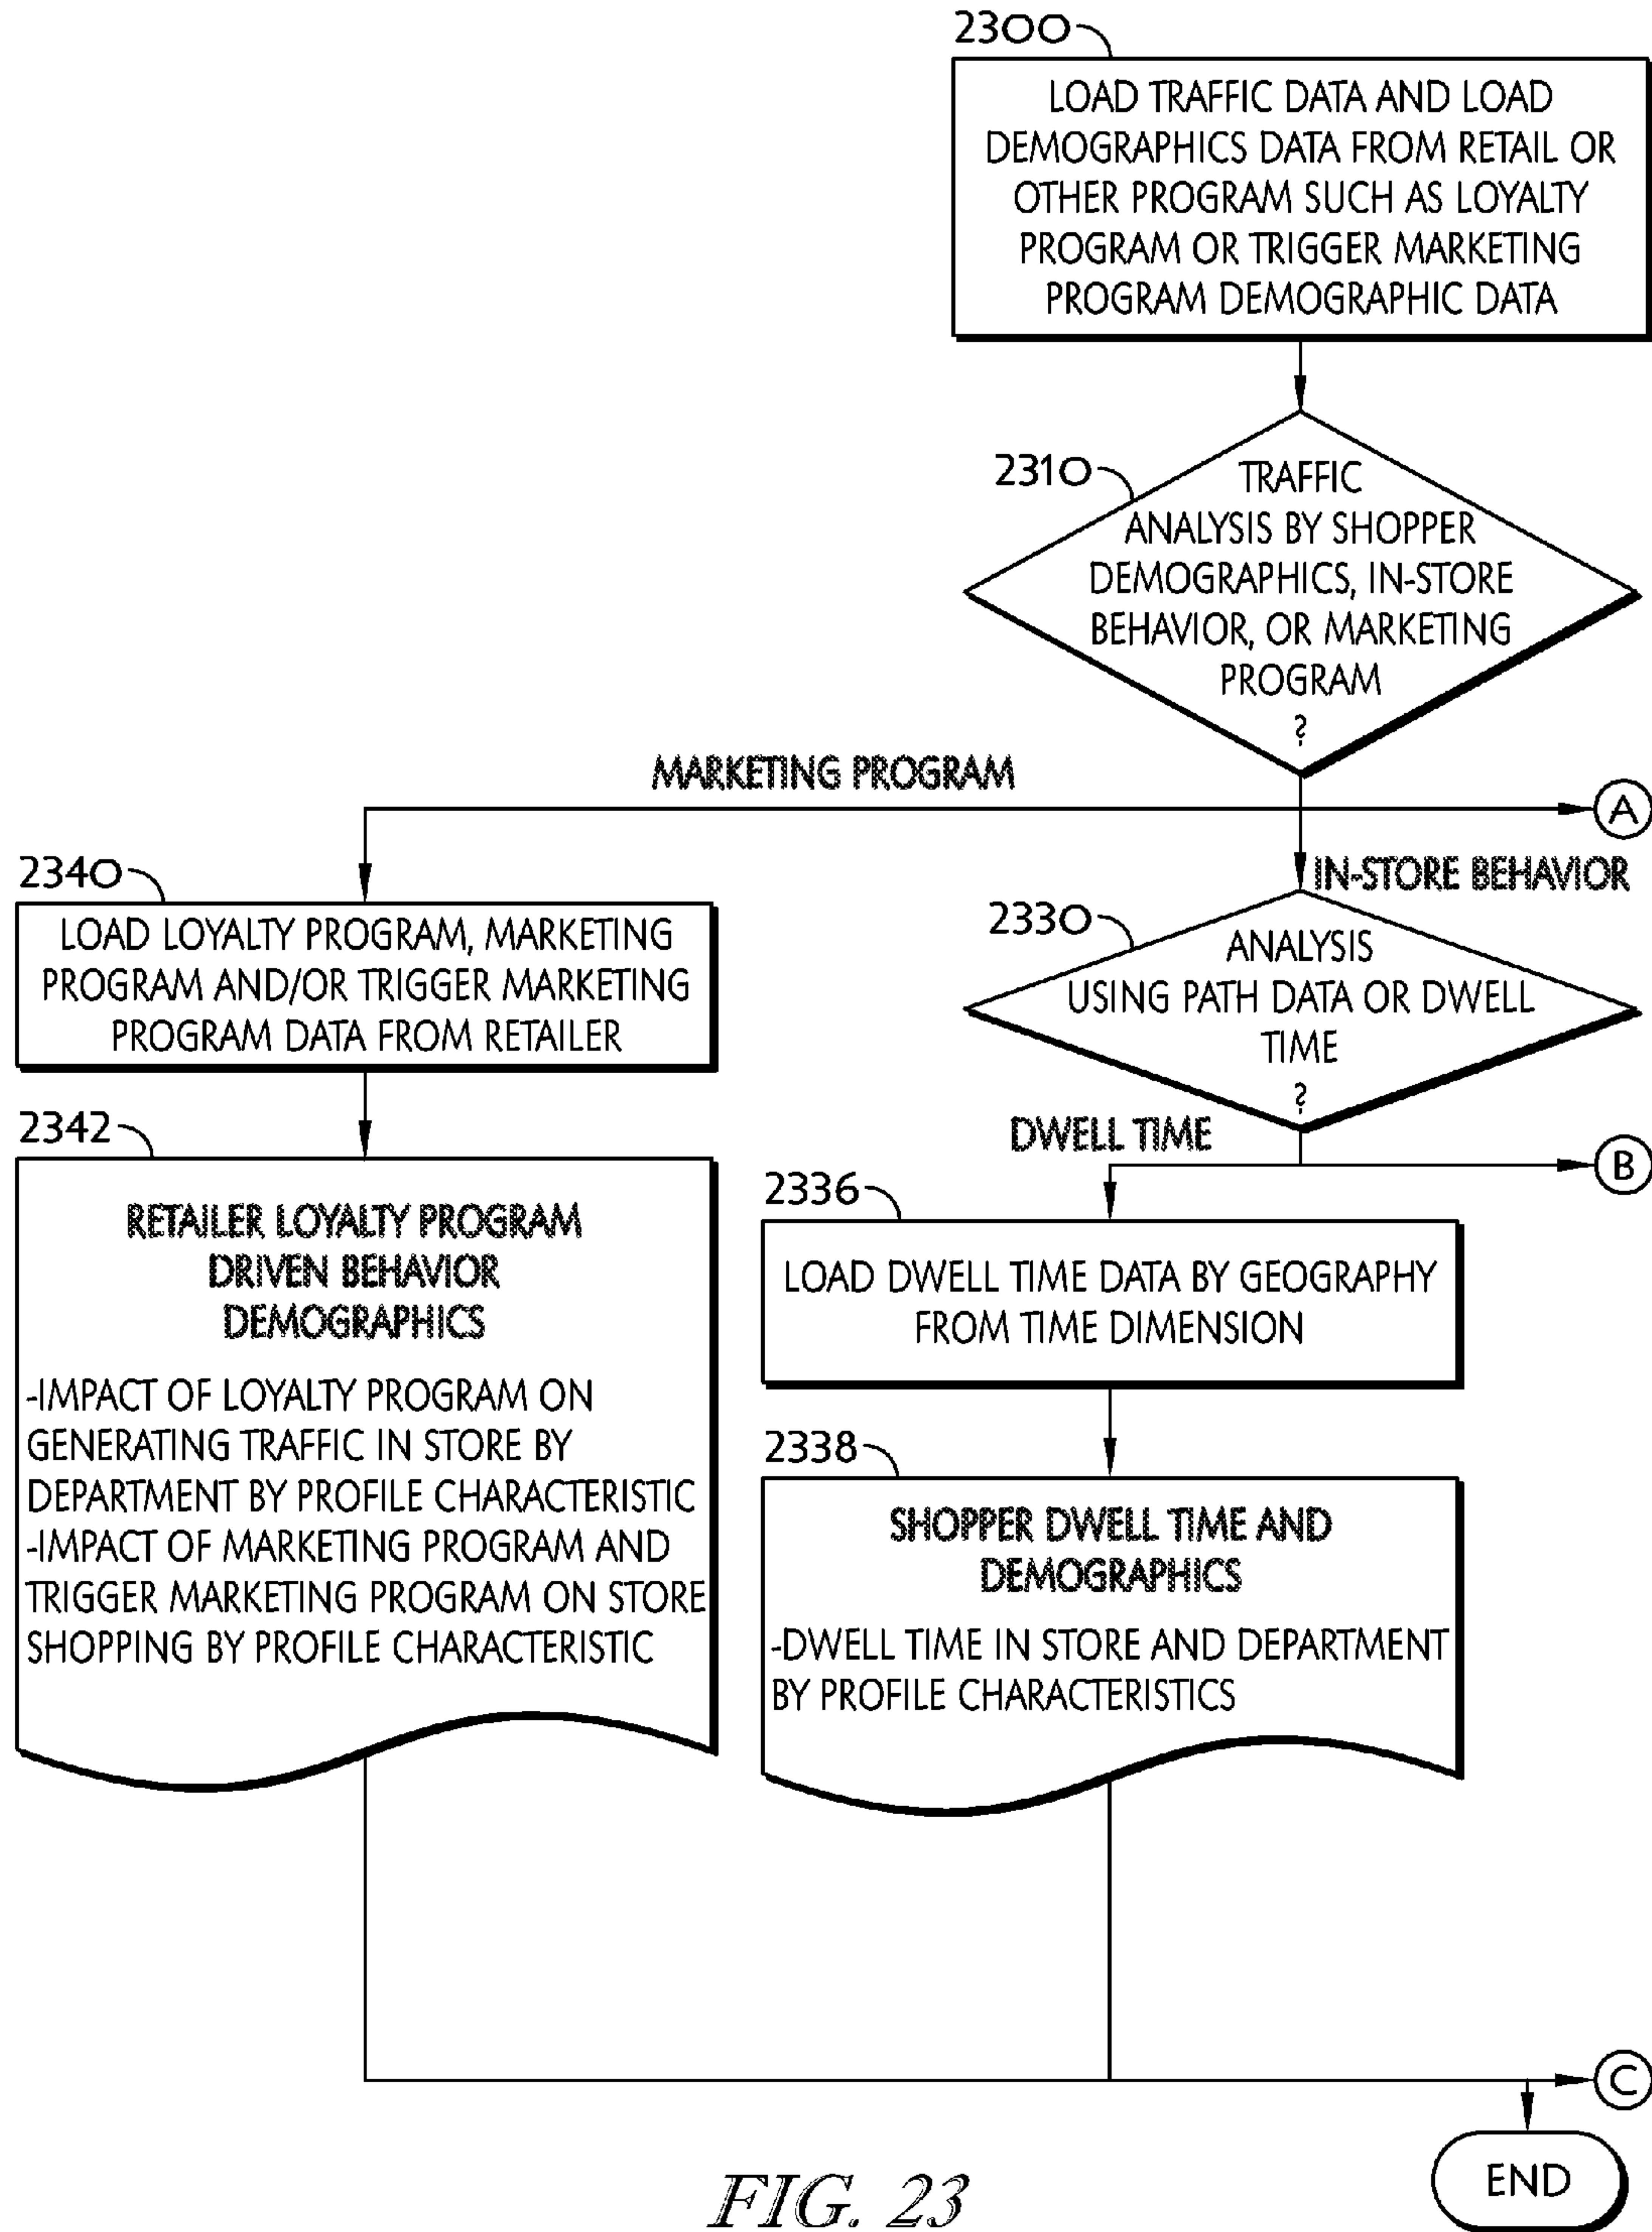 2300
LOAD TRAFFIC DATA AND LOAD
DEMOGRAPHICS DATA FROM RETAIL OR
OTHER PROGRAM SUCH AS LOYALTY
PROGRAM OR TRIGGER MARKETING
PROGRAM DEMOGRAPHIC DATA
2310
TRAFFIC
ANALYSIS BY SHOPPER
DEMOGRAPHICS, IN-STORE
BEHAVIOR, OR MARKETING
PROGRAM
?
MARKETING PROGRAM
A
IN-STORE BEHAVIOR
2340
LOAD LOYALTY PROGRAM, MARKETING
PROGRAM AND/OR TRIGGER MARKETING
PROGRAM DATA FROM RETAILER
2330
ANALYSIS
USING PATH DATA OR DWELL
TIME
?
DWELL TIME
B
2342
RETAILER LOYALTY PROGRAM
DRIVEN BEHAVIOR
DEMOGRAPHICS
-IMPACT OF LOYALTY PROGRAM ON
GENERATING TRAFFIC IN STORE BY
DEPARTMENT BY PROFILE CHARACTERISTIC
-IMPACT OF MARKETING PROGRAM AND
TRIGGER MARKETING PROGRAM ON STORE
SHOPPING BY PROFILE CHARACTERISTIC
2336
LOAD DWELL TIME DATA BY GEOGRAPHY
FROM TIME DIMENSION
2338
SHOPPER DWELL TIME AND
DEMOGRAPHICS
-DWELL TIME IN STORE AND DEPARTMENT
BY PROFILE CHARACTERISTICS
C
END
FIG. 23